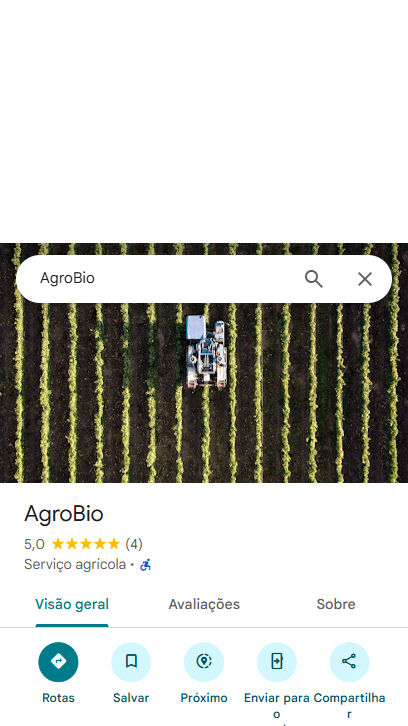 AgroBio
AgroBio
5,0 ★★★★★ (4)
Serviço agrícola ·
Visão geral Avaliações Sobre
Rotas Salvar Próximo Enviar para o Compartilhar